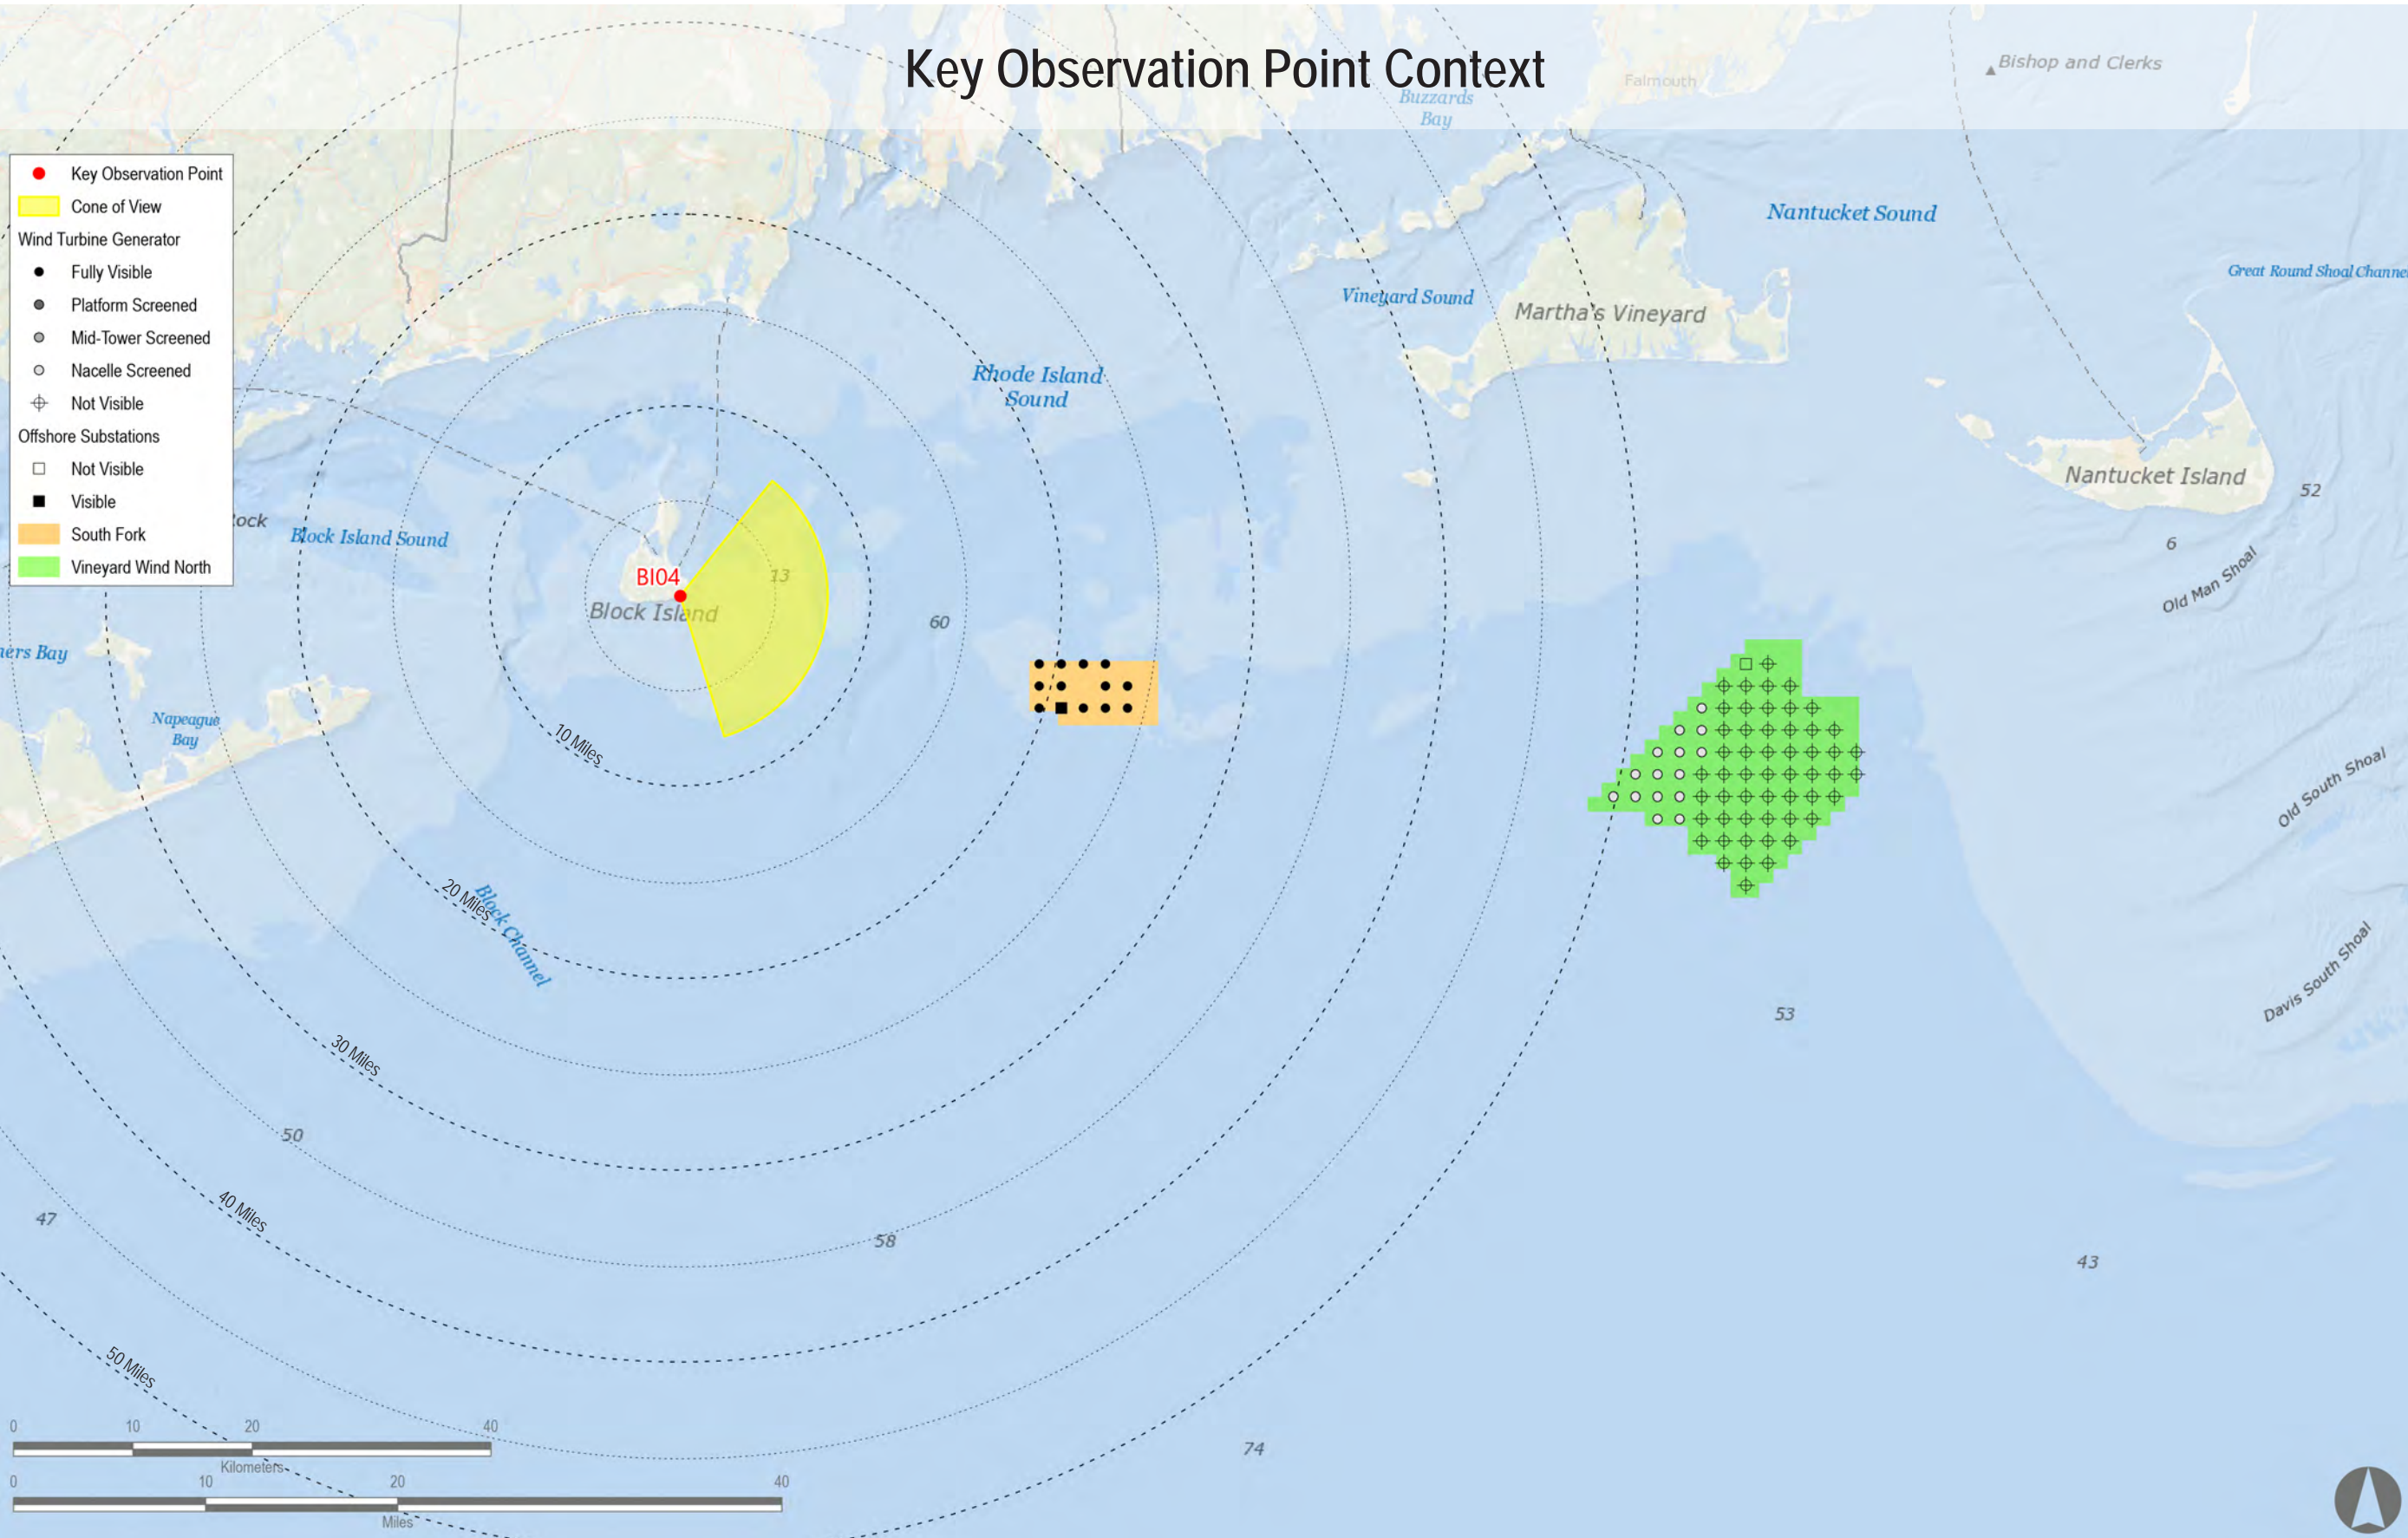 Key Observation Point Context
Bishop and Clerks
Falmouth
Buzzards
Bay
Key Observation Point
Cone of View
Wind Turbine Generator
Fully Visible
Platform Screened
Mid-Tower Screened
Nacelle Screened
Not Visible
Offshore Substations
Not Visible
Visible
South Fork
Vineyard Wind North
Nantucket Sound
Great Round Shoal Channel
Vineyard Sound
Martha's Vineyard
Rhode Island
Sound
Nantucket Island
52
ock
Block Island Sound
6
Old Man Shoal
BI04
13
Block Island
60
ners Bay
Napeague
Bay
10 Miles
Old South Shoal
20 Miles
Block Channel
Davis South Shoal
53
30 Miles
50
40 Miles
47
58
43
50 Miles
74
0 10 20 40
Kilometers
0 10 20 40
Miles